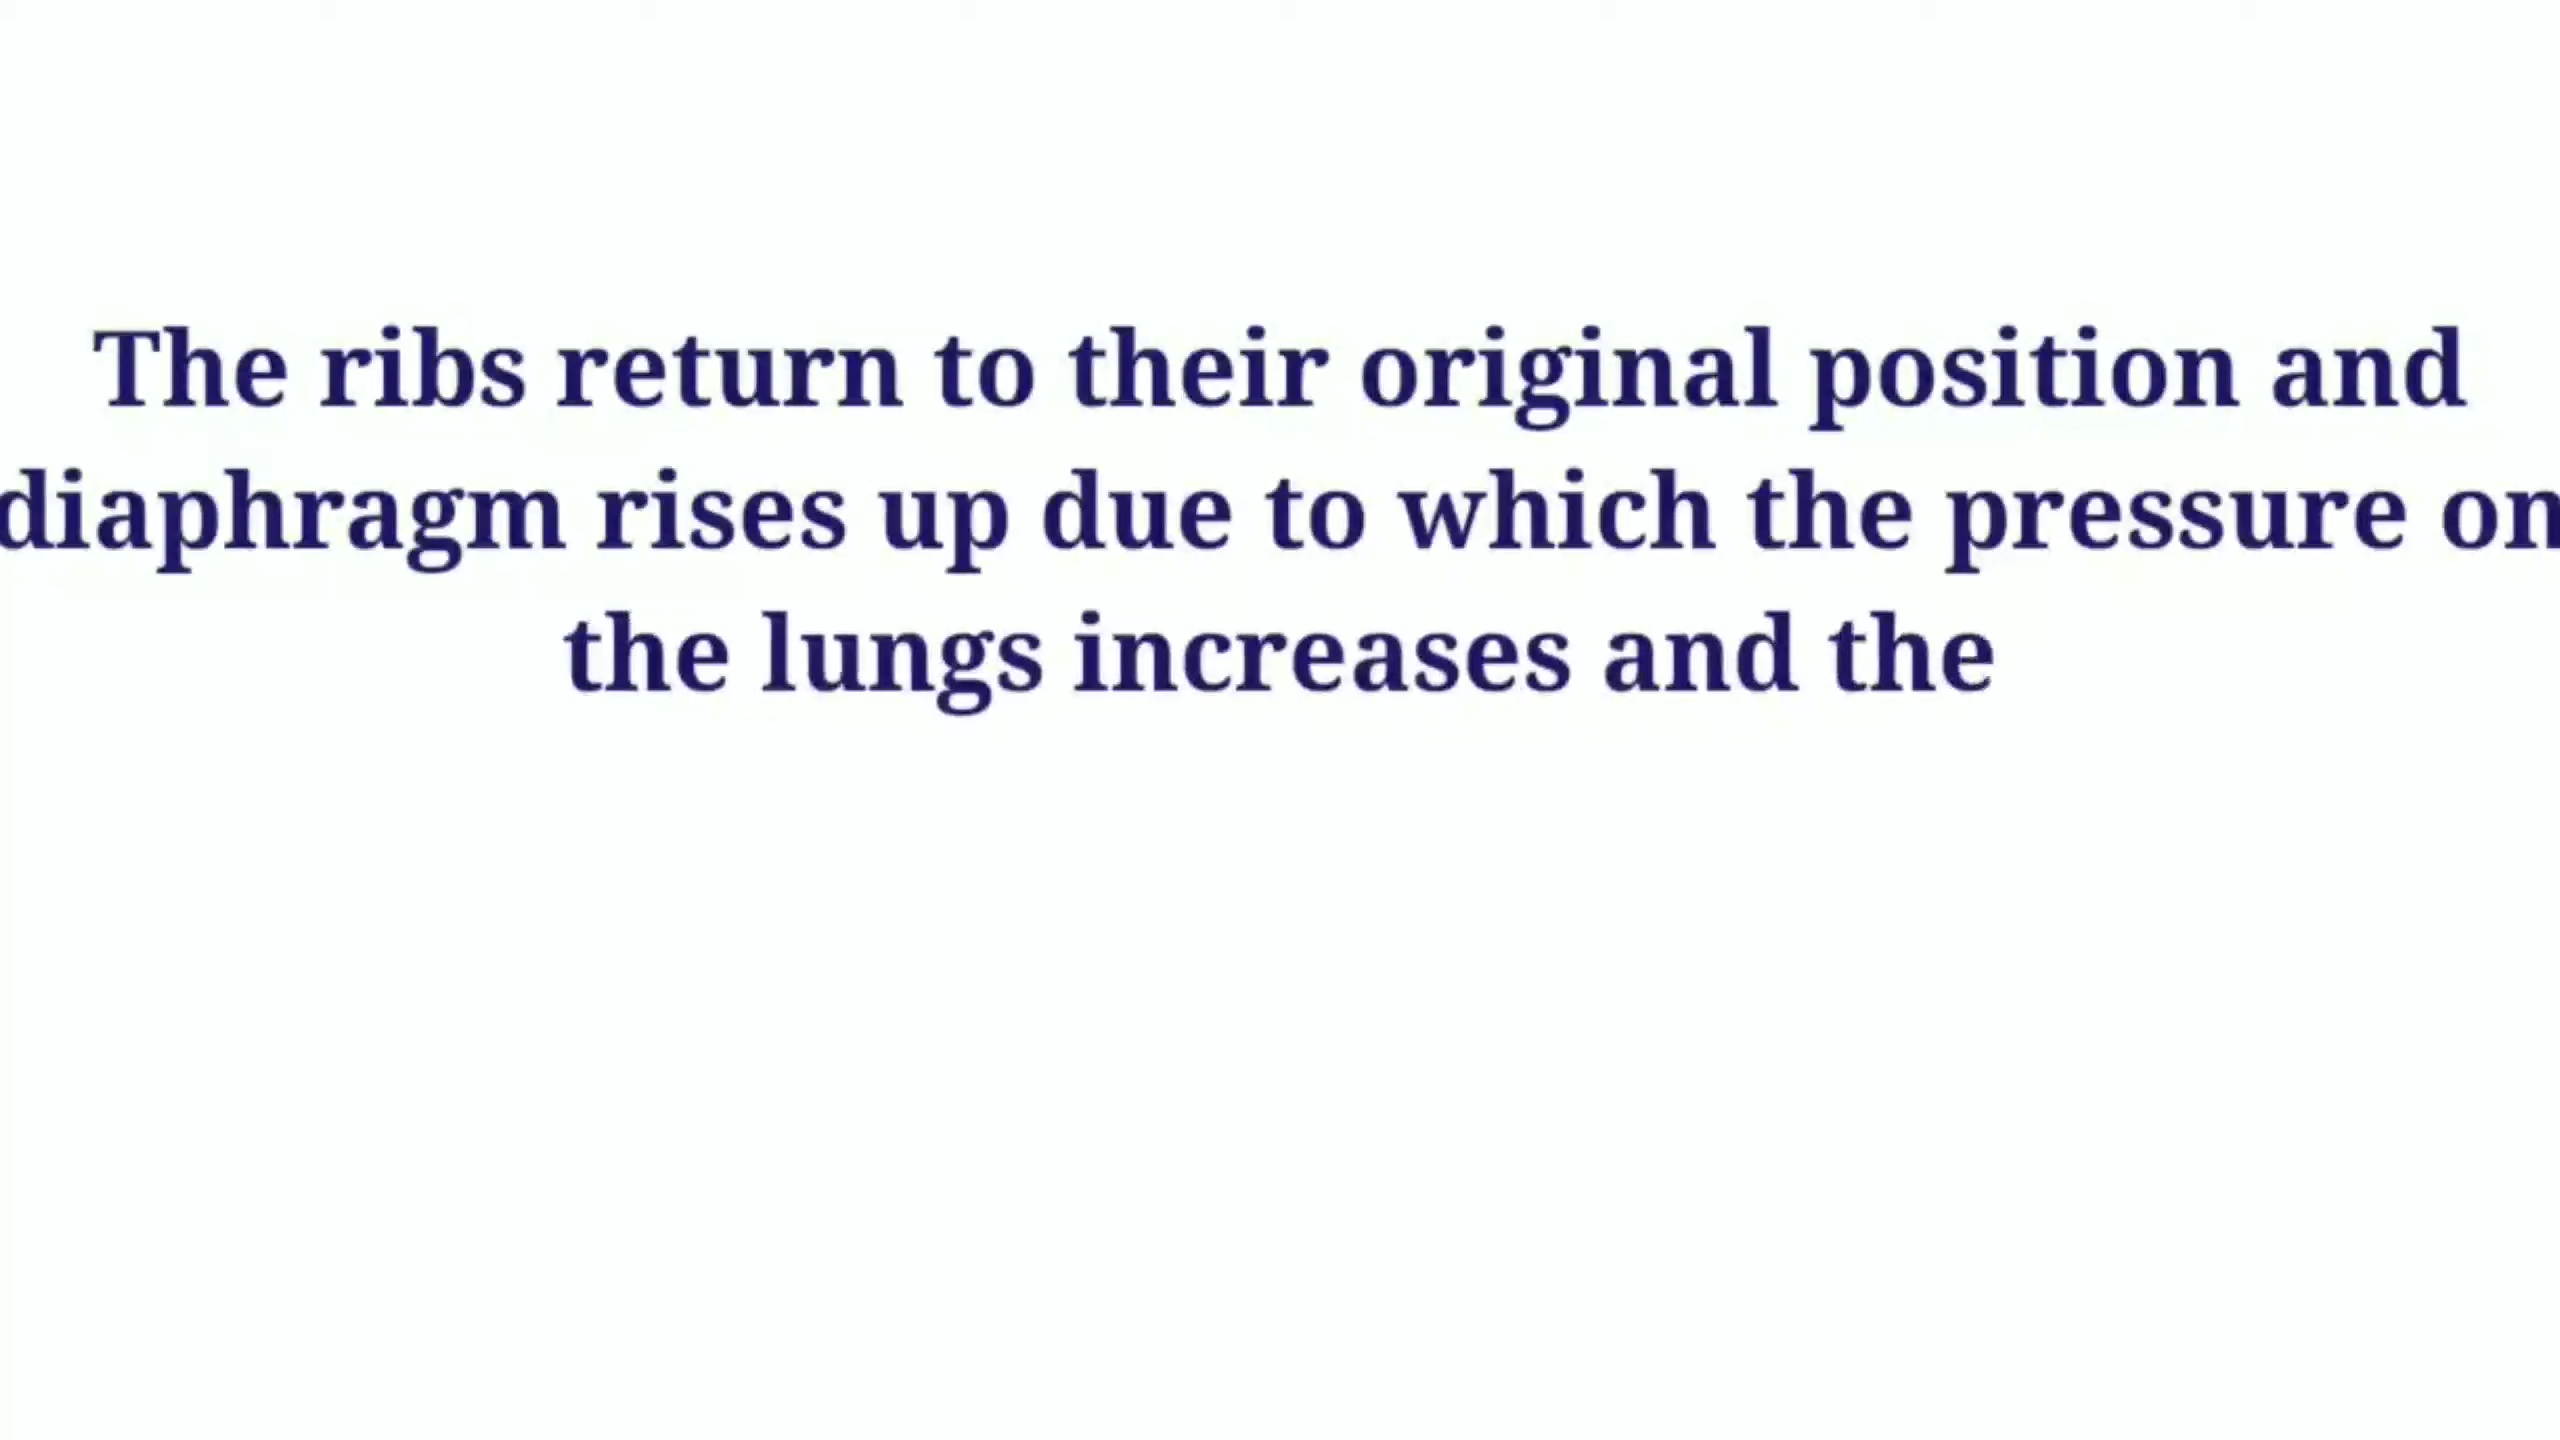 The ribs return to their original position and
diaphragm rises up due to which the pressure on
the lungs increases and the